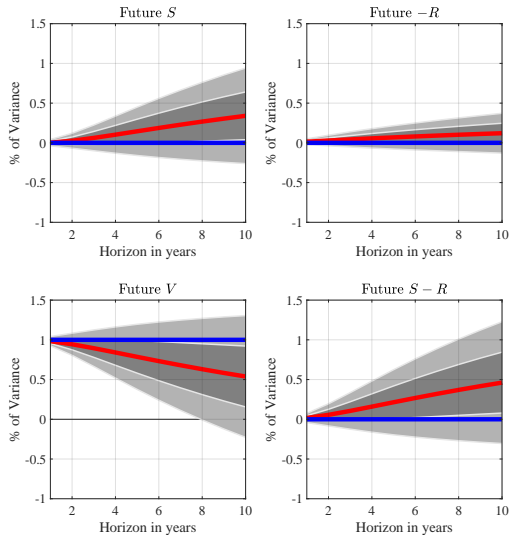 Future S
Future −R
% of Variance
1.5
1
0.5
0
-0.5
-1
2 4 6 8 10
Horizon in years
% of Variance
1.5
1
0.5
0
-0.5
-1
2 4 6 8 10
Horizon in years
Future V
Future S − R
% of Variance
1.5
1
0.5
0
-0.5
-1
2 4 6 8 10
Horizon in years
% of Variance
1.5
1
0.5
0
-0.5
-1
2 4 6 8 10
Horizon in years